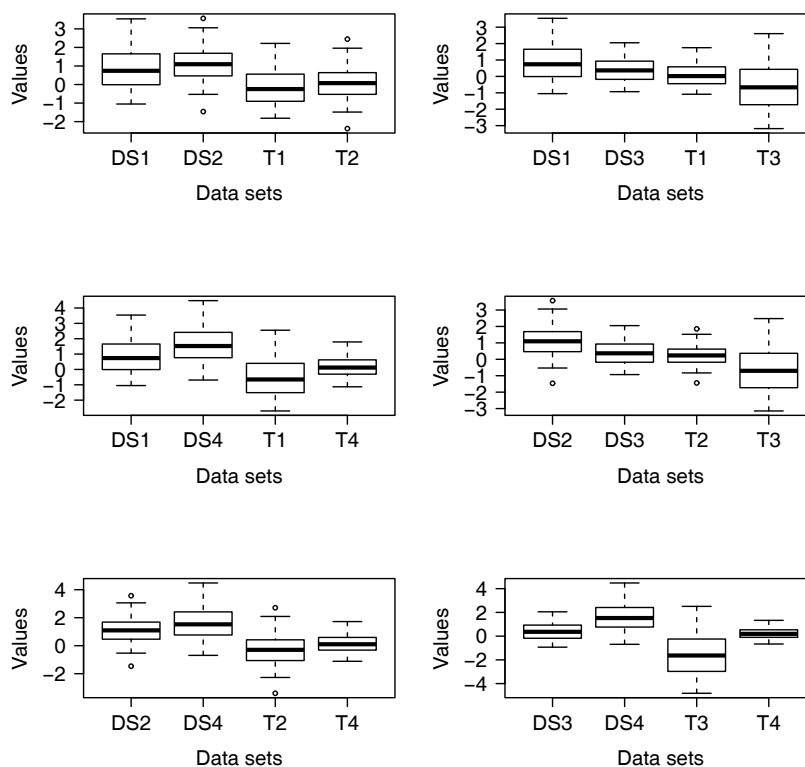 Values
3
2
1
0
−1
−2
DS1 DS2 T1 T2
Data sets
Values
3
2
1
0
−1
−2
−3
DS1 DS3 T1 T3
Data sets
Values
4
3
2
1
0
−2
DS1 DS4 T1 T4
Data sets
Values
3
2
1
0
−1
−2
−3
DS2 DS3 T2 T3
Data sets
Values
4
2
0
−2
DS2 DS4 T2 T4
Data sets
Values
4
2
0
−2
−4
DS3 DS4 T3 T4
Data sets